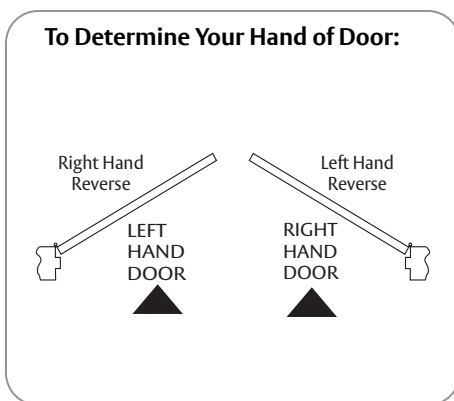 To Determine Your Hand of Door:
Right Hand
Reverse
Left Hand
Reverse
LEFT
HAND
DOOR
RIGHT
HAND
DOOR